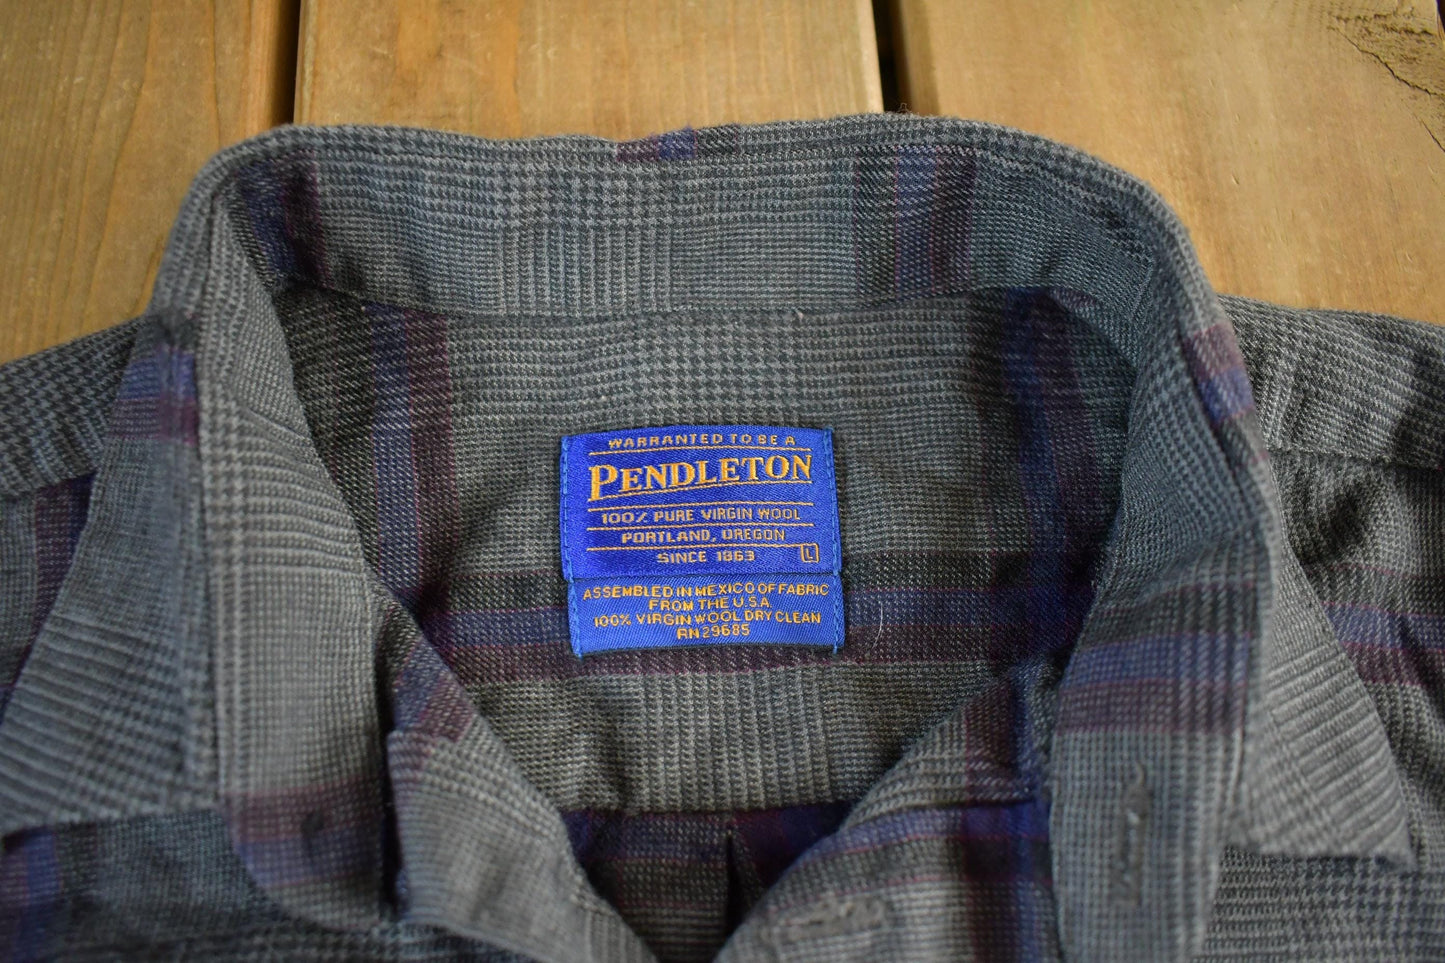 WARRANTED TO BE A
PENDLETON
100% PURE VIRGIN WOOL
PORTLAND, OREGON
SINCE 1863 L
ASSEMBLED IN MEXICO OF FABRIC
FROM THE U.S.A.
100% VIRGIN WOOL DRY CLEAN
RN 29685